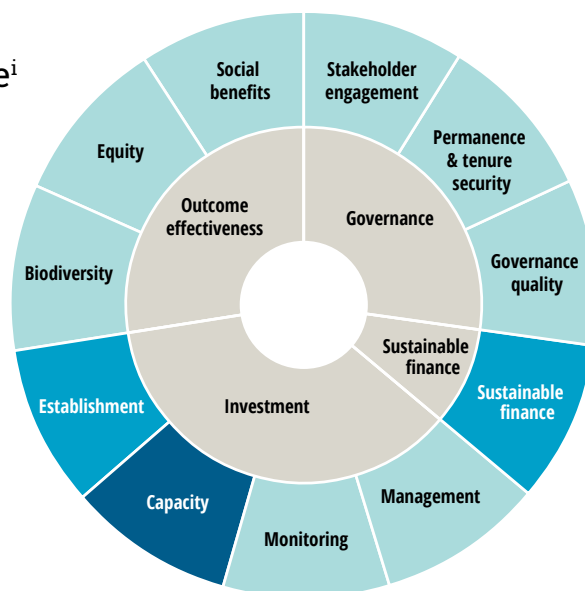 eⁱ
Social
benefits
Stakeholder
engagement
Equity
Permanence
& tenure
security
Outcome
effectiveness
Governance
Biodiversity
Governance
quality
Sustainable
finance
Establishment
Investment
Sustainable
finance
Capacity
Management
Monitoring